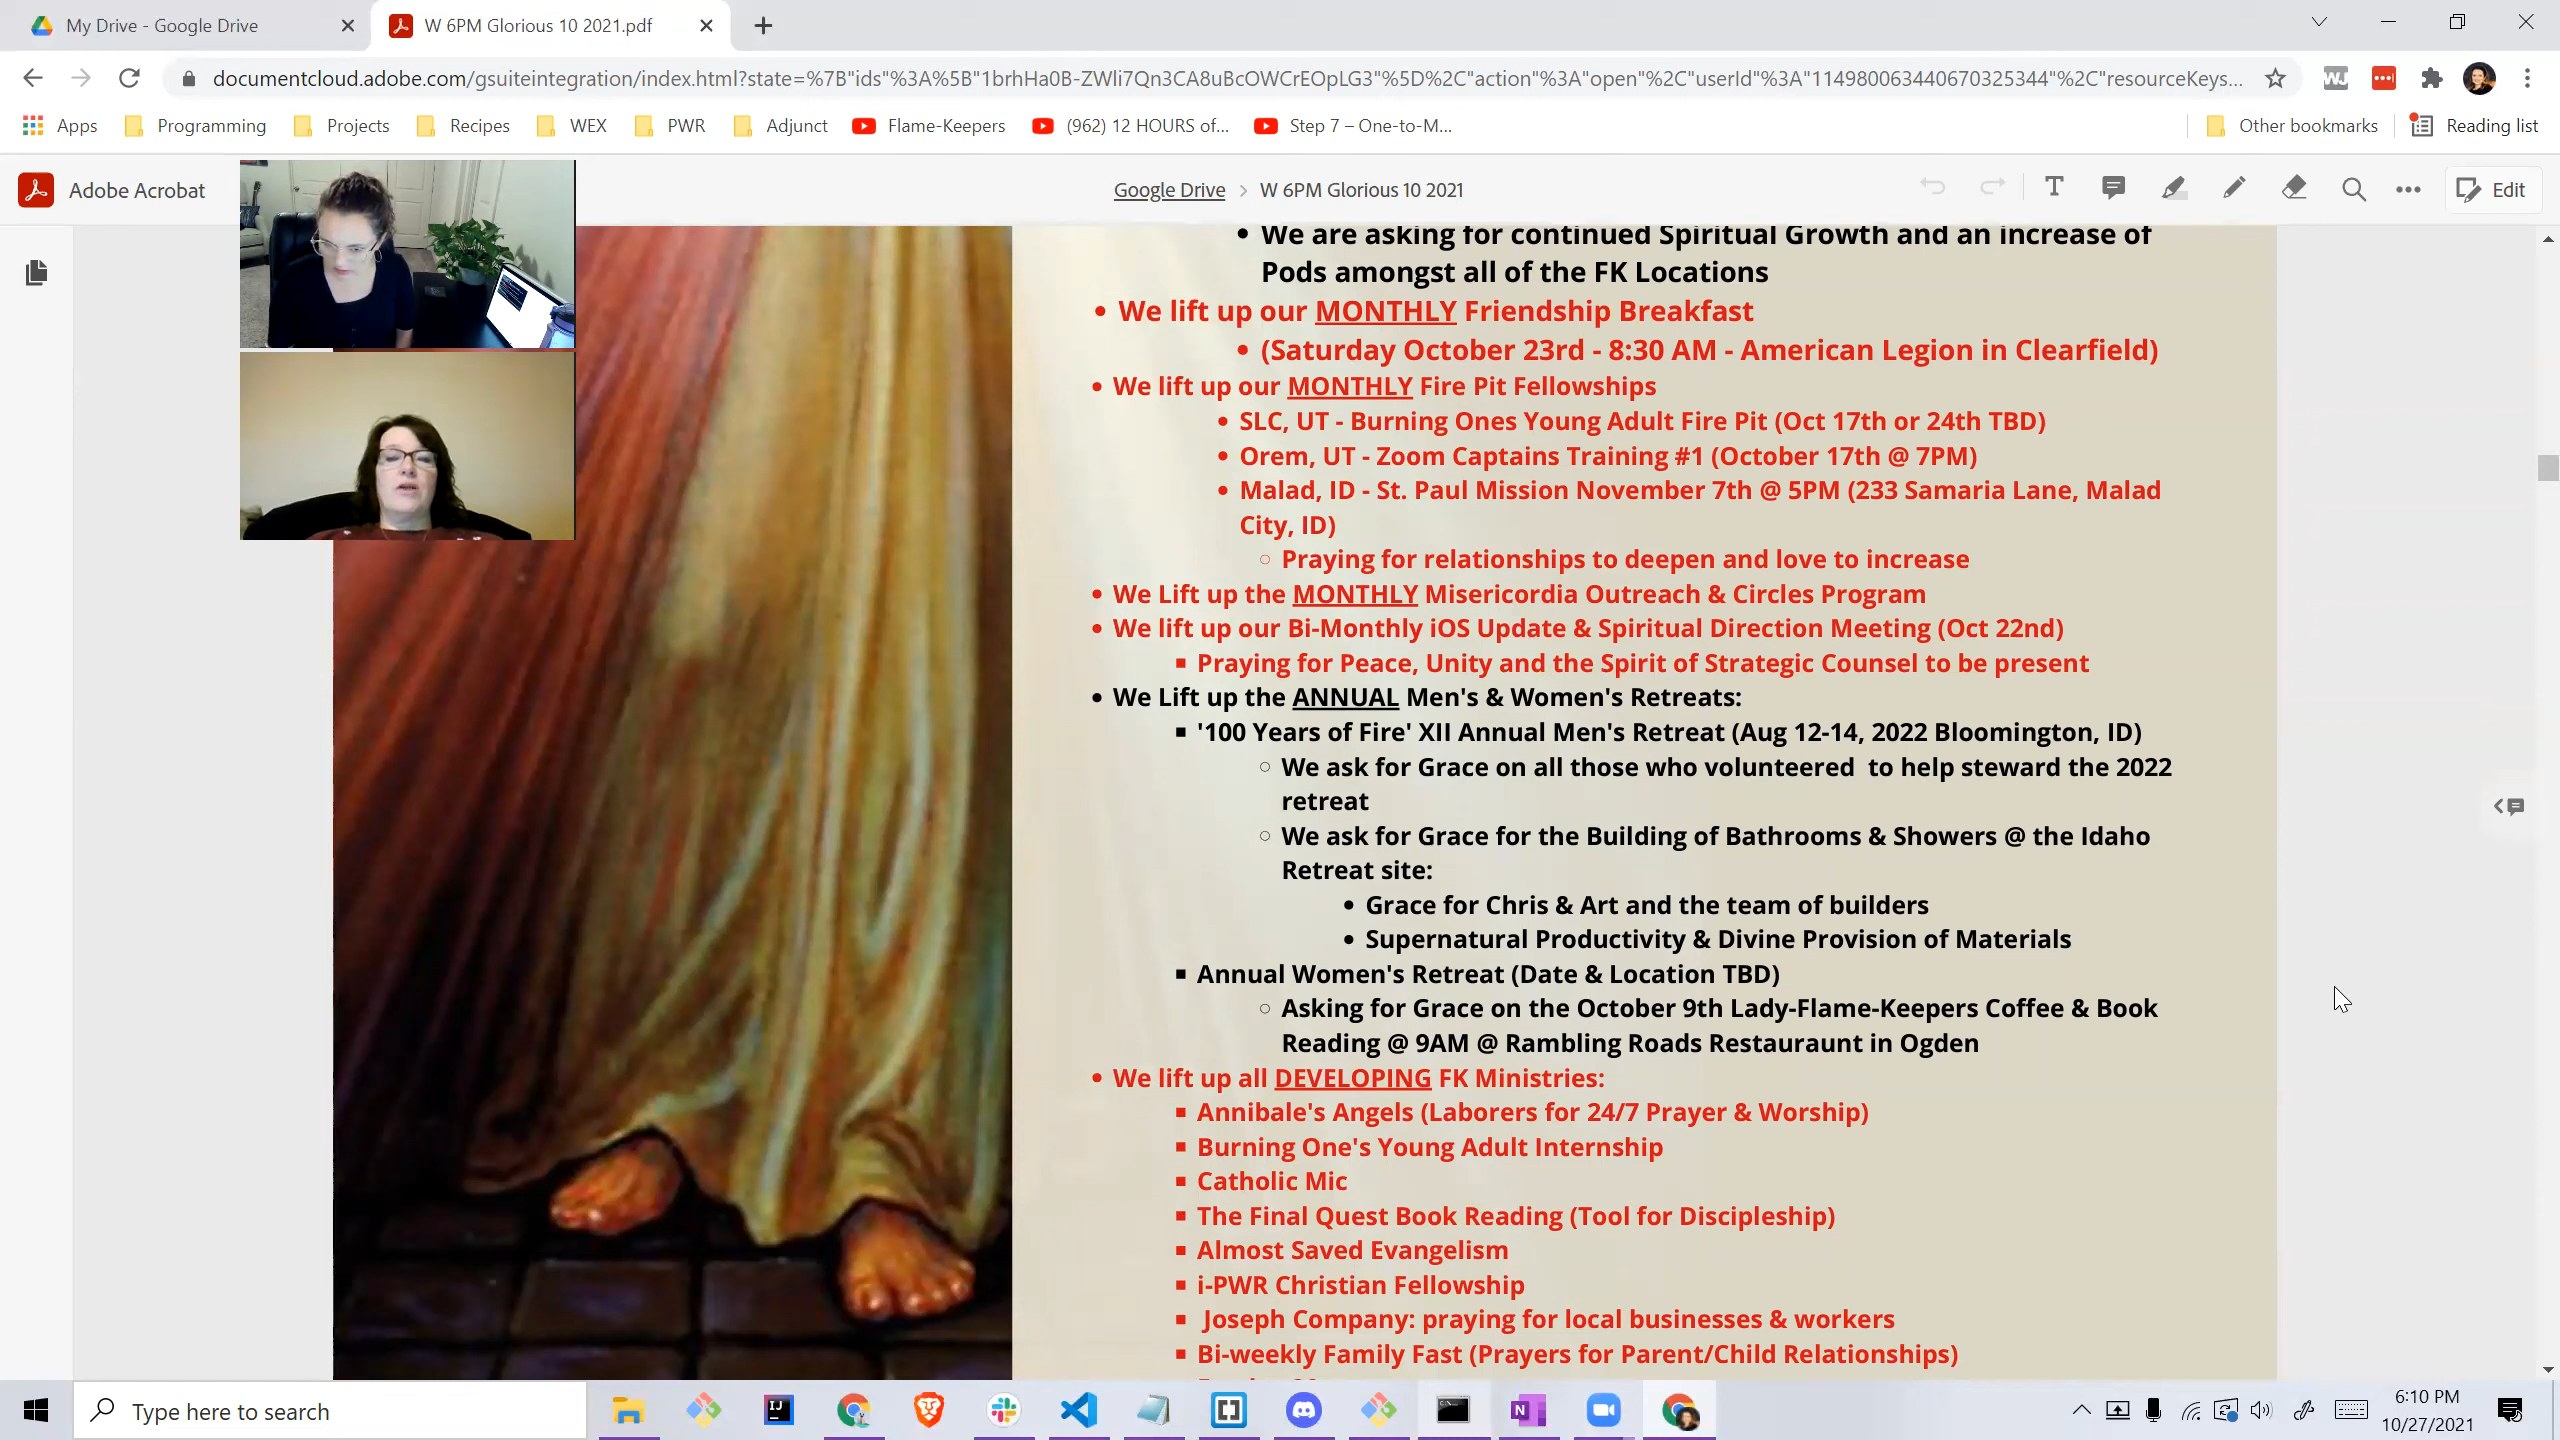 My Drive - Google Drive
W 6PM Glorious 10 2021.pdf
documentcloud.adobe.com/gsuiteintegration/index.html?state=%7B"ids"%3A%5B"1brhHa0B-ZWli7Qn3CA8uBcOWCrEOpLG3"%5D%2C"action"%3A"open"%2C"userId"%3A"114980063440670325344"%2C"resourceKeys...
Apps Programming Projects Recipes WEX PWR Adjunct Flame-Keepers (962) 12 HOURS of... Step 7 – One-to-M... Other bookmarks Reading list
Adobe Acrobat
Google Drive > W 6PM Glorious 10 2021
Edit
• We are asking for continued Spiritual Growth and an increase of
Pods amongst all of the FK Locations
• We lift up our MONTHLY Friendship Breakfast
• (Saturday October 23rd - 8:30 AM - American Legion in Clearfield)
• We lift up our MONTHLY Fire Pit Fellowships
• SLC, UT - Burning Ones Young Adult Fire Pit (Oct 17th or 24th TBD)
• Orem, UT - Zoom Captains Training #1 (October 17th @ 7PM)
• Malad, ID - St. Paul Mission November 7th @ 5PM (233 Samaria Lane, Malad
City, ID)
○ Praying for relationships to deepen and love to increase
• We Lift up the MONTHLY Misericordia Outreach & Circles Program
• We lift up our Bi-Monthly iOS Update & Spiritual Direction Meeting (Oct 22nd)
▪ Praying for Peace, Unity and the Spirit of Strategic Counsel to be present
• We Lift up the ANNUAL Men's & Women's Retreats:
▪ '100 Years of Fire' XII Annual Men's Retreat (Aug 12-14, 2022 Bloomington, ID)
○ We ask for Grace on all those who volunteered to help steward the 2022
retreat
○ We ask for Grace for the Building of Bathrooms & Showers @ the Idaho
Retreat site:
• Grace for Chris & Art and the team of builders
• Supernatural Productivity & Divine Provision of Materials
▪ Annual Women's Retreat (Date & Location TBD)
○ Asking for Grace on the October 9th Lady-Flame-Keepers Coffee & Book
Reading @ 9AM @ Rambling Roads Restauraunt in Ogden
• We lift up all DEVELOPING FK Ministries:
▪ Annibale's Angels (Laborers for 24/7 Prayer & Worship)
▪ Burning One's Young Adult Internship
▪ Catholic Mic
▪ The Final Quest Book Reading (Tool for Discipleship)
▪ Almost Saved Evangelism
▪ i-PWR Christian Fellowship
▪ Joseph Company: praying for local businesses & workers
▪ Bi-weekly Family Fast (Prayers for Parent/Child Relationships)
Type here to search
6:10 PM
10/27/2021